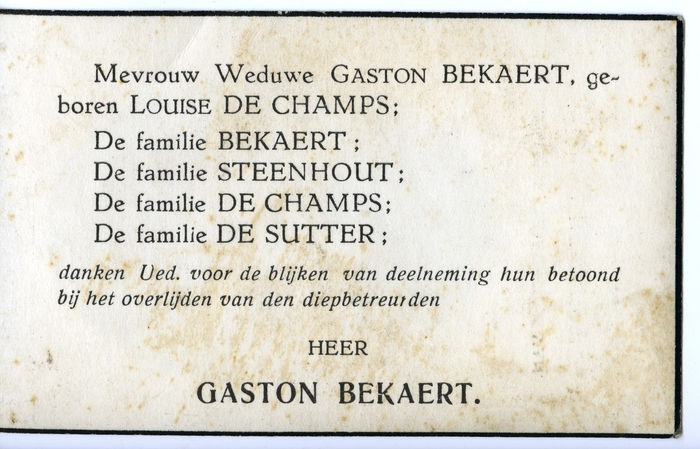 Mevrouw Weduwe GASTON BEKAERT, ge-
boren LOUISE DE CHAMPS;
De familie BEKAERT;
De familie STEENHOUT;
De familie DE CHAMPS;
De familie DE SUTTER;
danken Ued. voor de blijken van deelneming hun betoond
bij het overlijden van den diepbetreurden
HEER
GASTON BEKAERT.